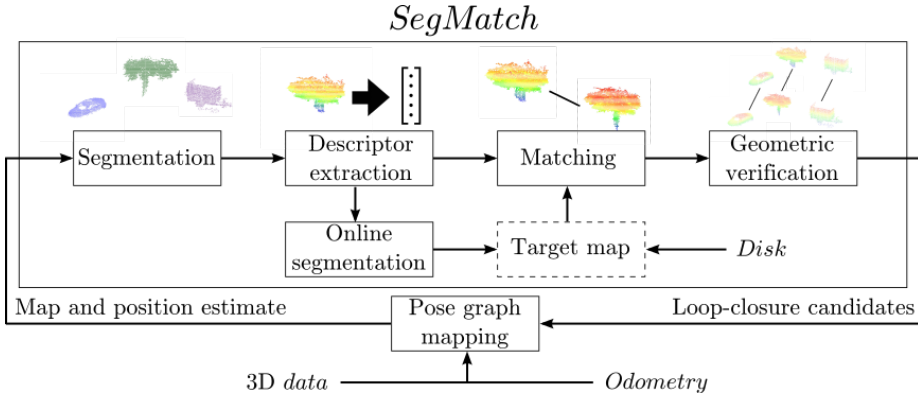 SegMatch
Segmentation
Descriptor
extraction
Matching
Geometric
verification
Online
segmentation
Target map
Disk
Map and position estimate
Pose graph
mapping
Loop-closure candidates
3D data
Odometry